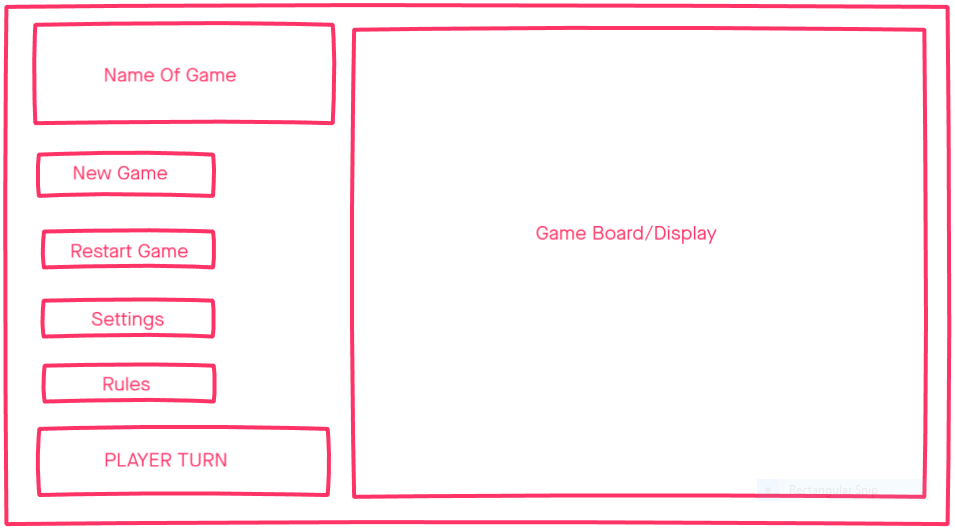 Name Of Game
New Game
Restart Game
Settings
Rules
PLAYER TURN
Game Board/Display
Rectangular Snip